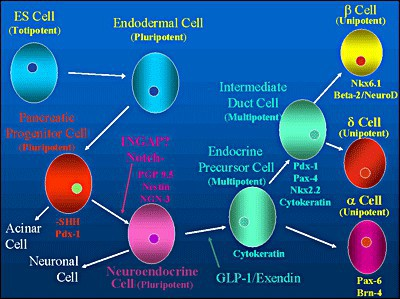 ES Cell
(Totipotent)
Endodermal Cell
(Pluripotent)
β Cell
(Unipotent)
Nkx6.1
Beta-2/NeuroD
Intermediate
Duct Cell
(Multipotent)
Pancreatic
Progenitor Cell
(Pluripotent)
INGAP?
Notch-
PGP 9.5
Nestin
NGN-3
Endocrine
Precursor Cell
(Multipotent)
Pdx-1
Pax-4
Nkx2.2
Cytokeratin
δ Cell
(Unipotent)
α Cell
(Unipotent)
-SHH
Pdx-1
Acinar
Cell
Neuronal
Cell
Neuroendocrine
Cell (Pluripotent)
Cytokeratin
GLP-1/Exendin
Pax-6
Brn-4